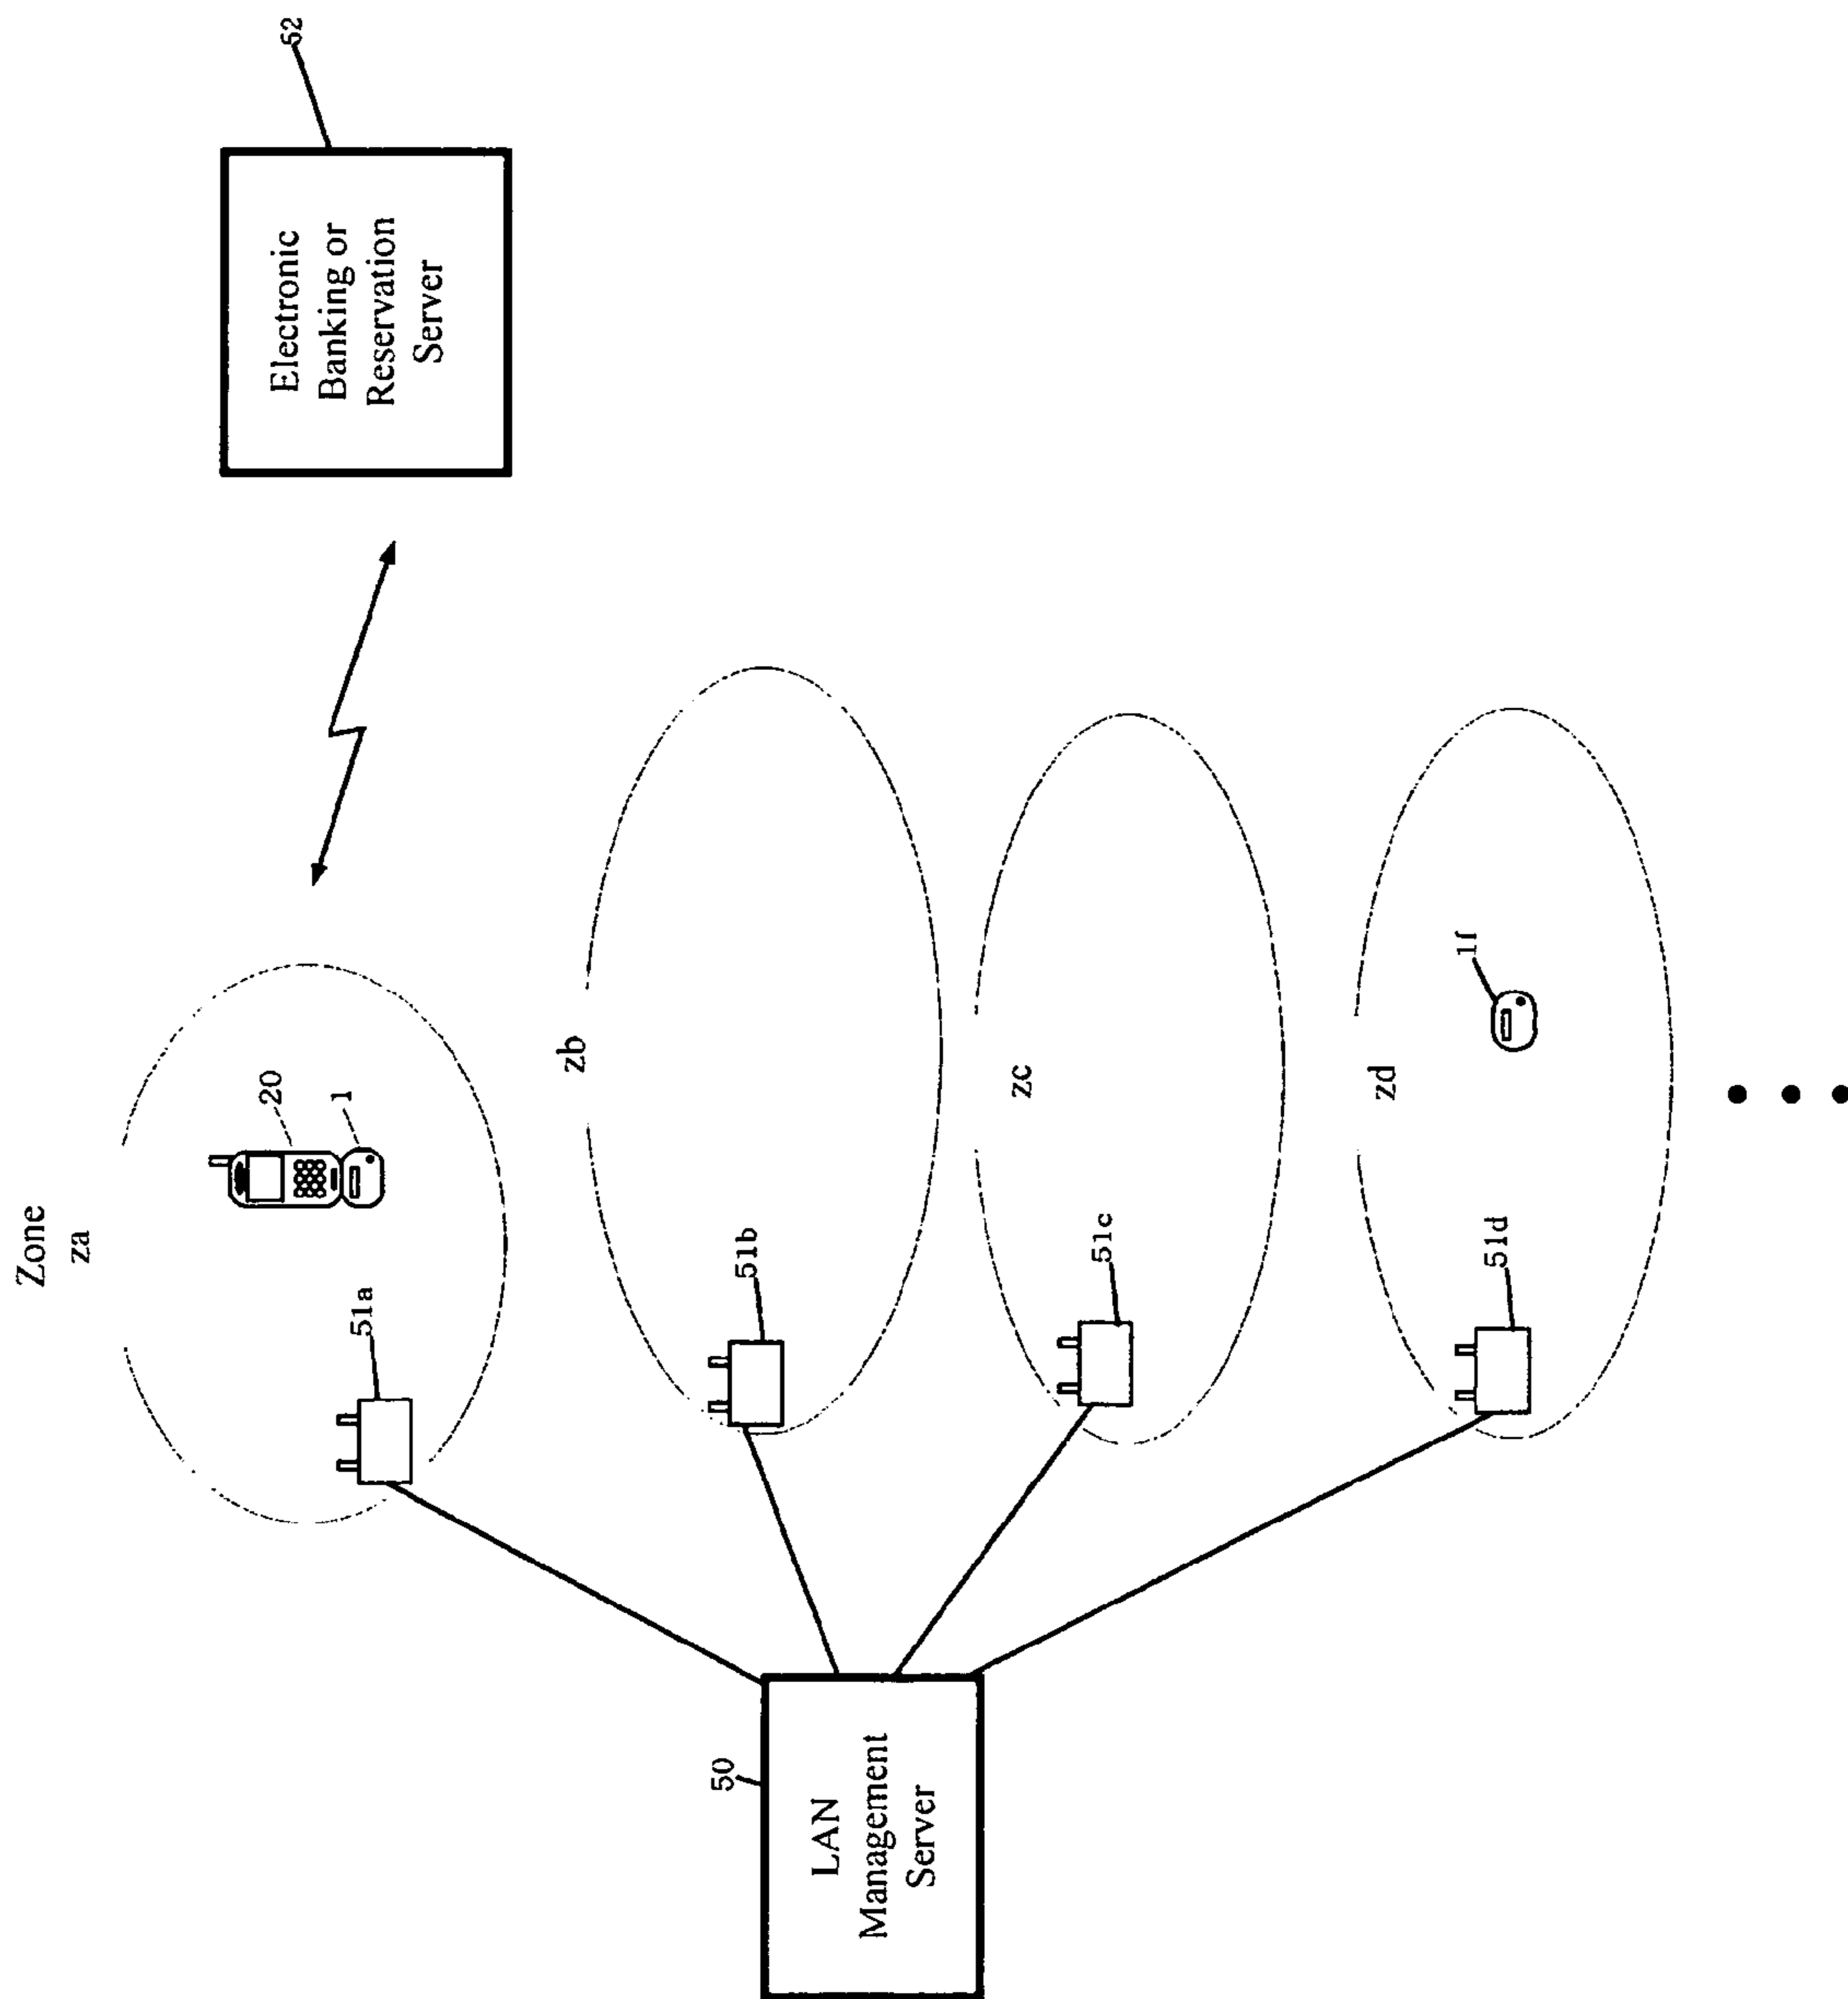 Zone
za
51a
20
1
52
Electronic
Banking or
Reservation
Server
zb
51b
zc
51c
zd
51d
1f
50
LAN
Management
Server